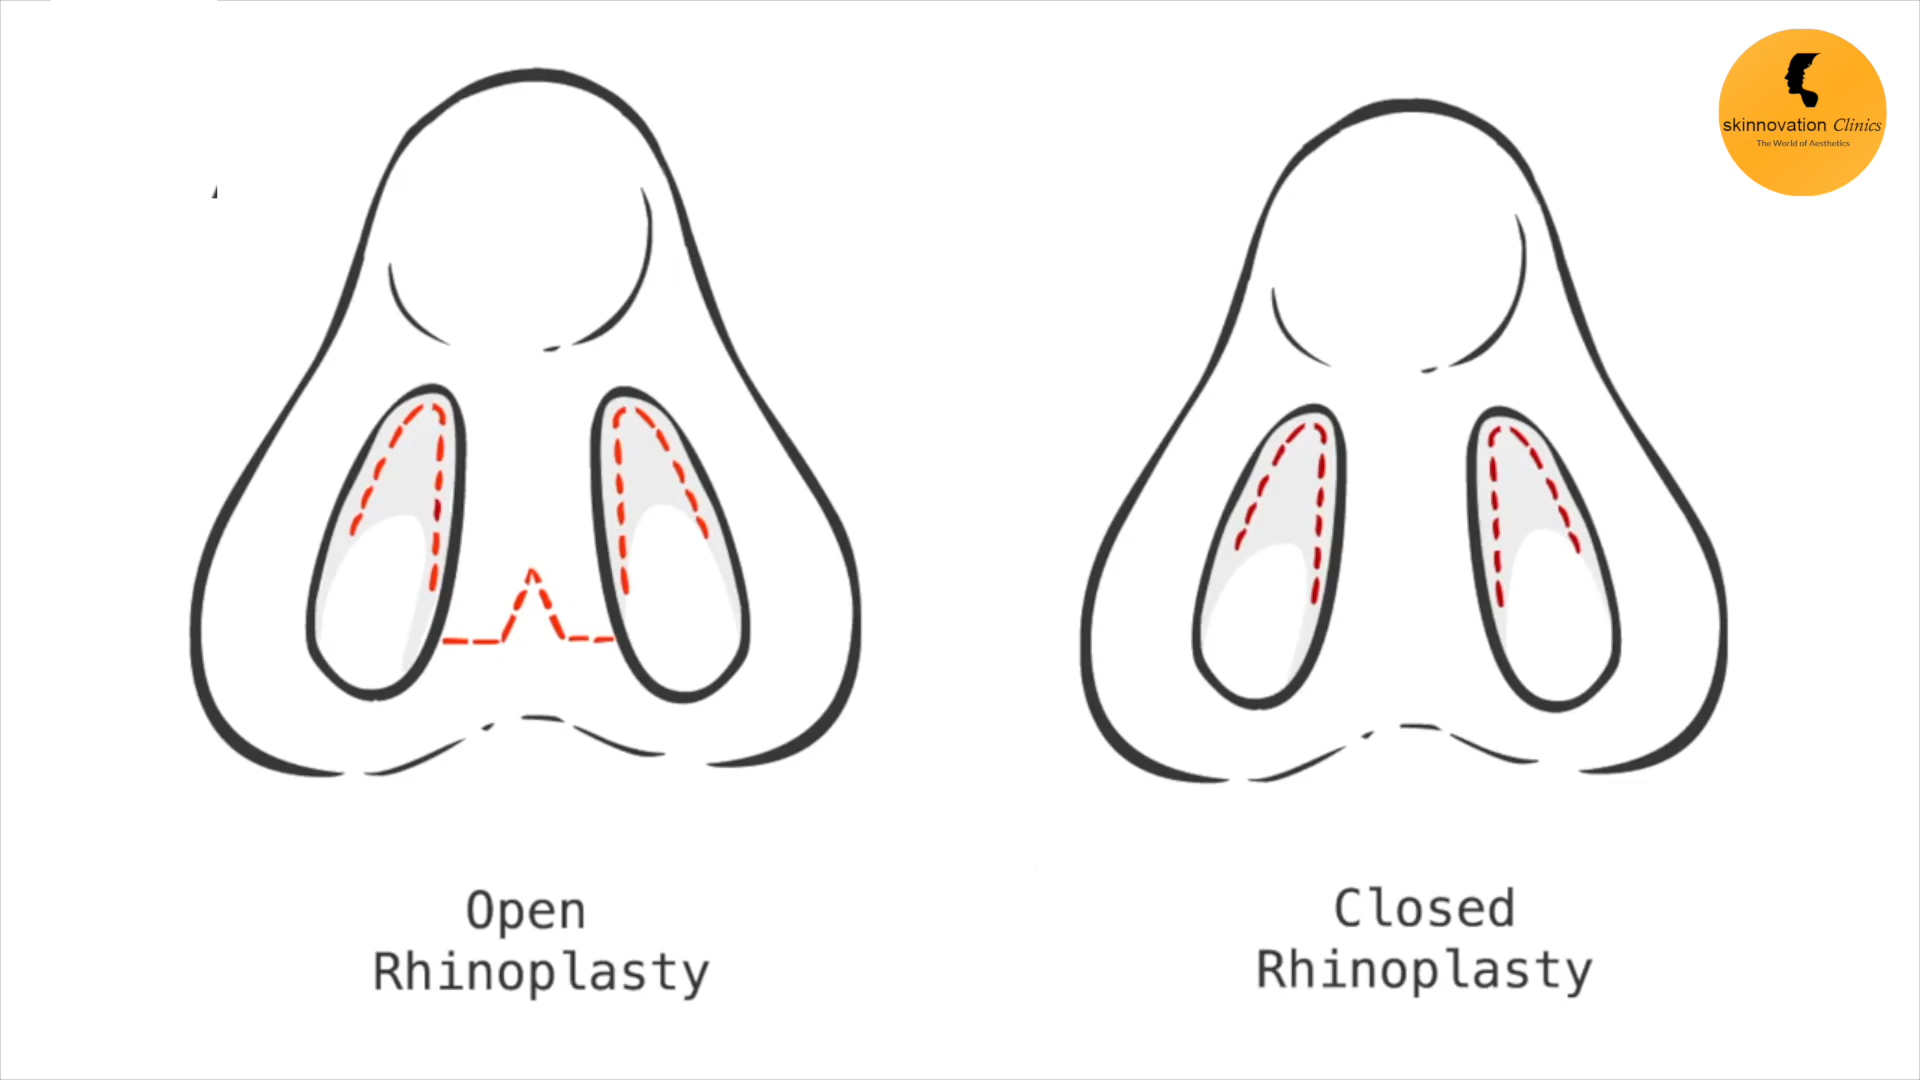 skinnovation Clinics
The World of Aesthetics
Open
Rhinoplasty
Closed
Rhinoplasty